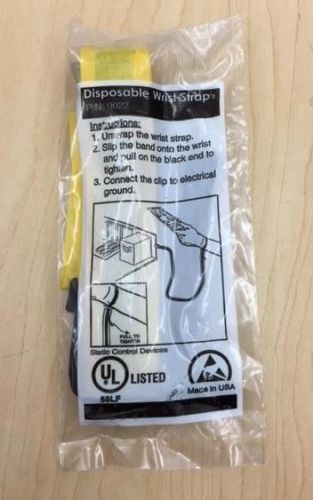 Disposable Wrist Strap
P/N: 9022
Instructions:
1. Unwrap the wrist strap.
2. Slip the band onto the wrist
and pull on the black end to
tighten.
3. Connect the clip to electrical
ground.
PULL TO
TIGHTEN
Static Control Devices
UL LISTED
58LF
Made in USA